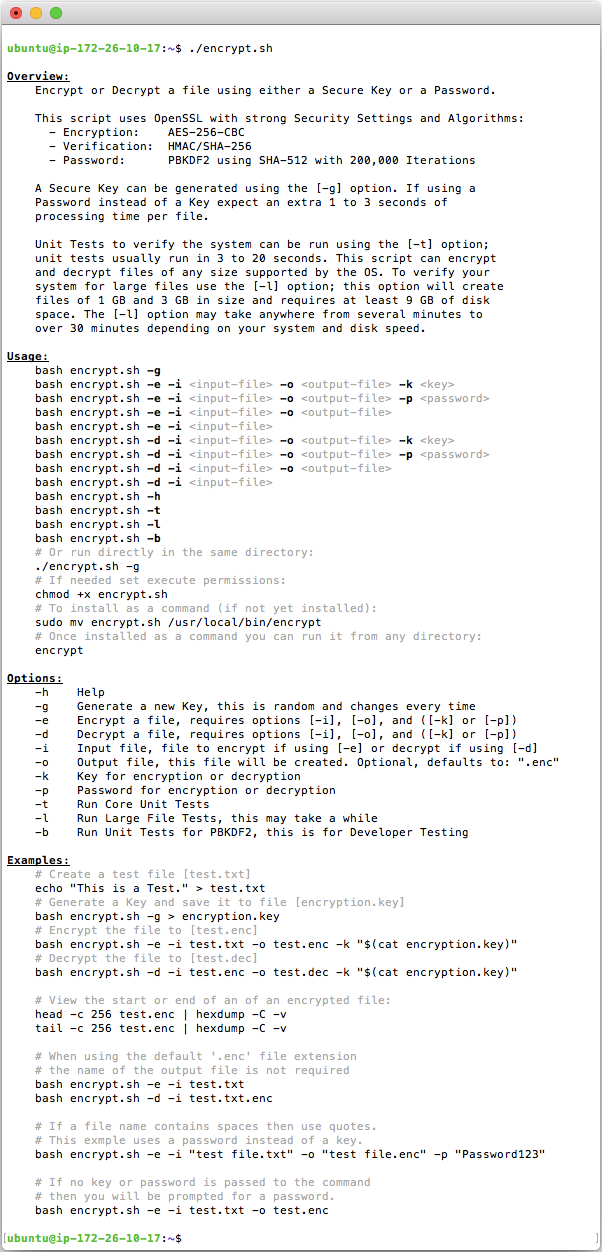 ubuntu@ip-172-26-10-17:~$ ./encrypt.sh
Overview:
Encrypt or Decrypt a file using either a Secure Key or a Password.
This script uses OpenSSL with strong Security Settings and Algorithms:
- Encryption: AES-256-CBC
- Verification: HMAC/SHA-256
- Password: PBKDF2 using SHA-512 with 200,000 Iterations
A Secure Key can be generated using the [-g] option. If using a
Password instead of a Key expect an extra 1 to 3 seconds of
processing time per file.
Unit Tests to verify the system can be run using the [-t] option;
unit tests usually run in 3 to 20 seconds. This script can encrypt
and decrypt files of any size supported by the OS. To verify your
system for large files use the [-l] option; this option will create
files of 1 GB and 3 GB in size and requires at least 9 GB of disk
space. The [-l] option may take anywhere from several minutes to
over 30 minutes depending on your system and disk speed.
Usage:
bash encrypt.sh -g
bash encrypt.sh -e -i <input-file> -o <output-file> -k <key>
bash encrypt.sh -e -i <input-file> -o <output-file> -p <password>
bash encrypt.sh -e -i <input-file> -o <output-file>
bash encrypt.sh -e -i <input-file>
bash encrypt.sh -d -i <input-file> -o <output-file> -k <key>
bash encrypt.sh -d -i <input-file> -o <output-file> -p <password>
bash encrypt.sh -d -i <input-file> -o <output-file>
bash encrypt.sh -d -i <input-file>
bash encrypt.sh -h
bash encrypt.sh -t
bash encrypt.sh -l
bash encrypt.sh -b
# Or run directly in the same directory:
./encrypt.sh -g
# If needed set execute permissions:
chmod +x encrypt.sh
# To install as a command (if not yet installed):
sudo mv encrypt.sh /usr/local/bin/encrypt
# Once installed as a command you can run it from any directory:
encrypt
Options:
-h Help
-g Generate a new Key, this is random and changes every time
-e Encrypt a file, requires options [-i], [-o], and ([-k] or [-p])
-d Decrypt a file, requires options [-i], [-o], and ([-k] or [-p])
-i Input file, file to encrypt if using [-e] or decrypt if using [-d]
-o Output file, this file will be created. Optional, defaults to: ".enc"
-k Key for encryption or decryption
-p Password for encryption or decryption
-t Run Core Unit Tests
-l Run Large File Tests, this may take a while
-b Run Unit Tests for PBKDF2, this is for Developer Testing
Examples:
# Create a test file [test.txt]
echo "This is a Test." > test.txt
# Generate a Key and save it to file [encryption.key]
bash encrypt.sh -g > encryption.key
# Encrypt the file to [test.enc]
bash encrypt.sh -e -i test.txt -o test.enc -k "$(cat encryption.key)"
# Decrypt the file to [test.dec]
bash encrypt.sh -d -i test.enc -o test.dec -k "$(cat encryption.key)"
# View the start or end of an of an encrypted file:
head -c 256 test.enc | hexdump -C -v
tail -c 256 test.enc | hexdump -C -v
# When using the default '.enc' file extension
# the name of the output file is not required
bash encrypt.sh -e -i test.txt
bash encrypt.sh -d -i test.txt.enc
# If a file name contains spaces then use quotes.
# This exmple uses a password instead of a key.
bash encrypt.sh -e -i "test file.txt" -o "test file.enc" -p "Password123"
# If no key or password is passed to the command
# then you will be prompted for a password.
bash encrypt.sh -e -i test.txt -o test.enc
[ubuntu@ip-172-26-10-17:~$ ]